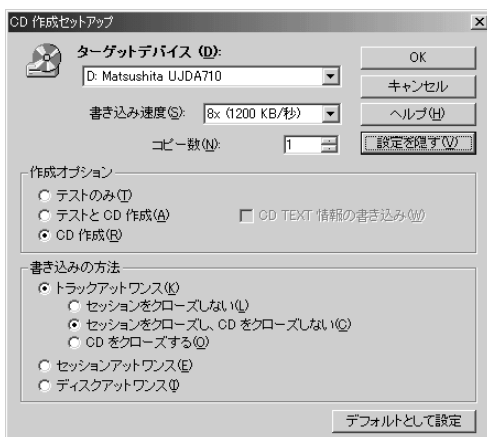 CD 作成セットアップ
ターゲットデバイス (D):
D: Matsushita UJDA710
OK
キャンセル
書き込み速度(S): 8x (1200 KB/秒)
ヘルプ(H)
コピー数(N): 1
設定を隠す(V)
作成オプション
テストのみ(T)
テストと CD 作成(A)
CD TEXT 情報の書き込み(W)
CD 作成(R)
書き込みの方法
トラックアットワンス(K)
セッションをクローズしない(L)
セッションをクローズし、CD をクローズしない(C)
CD をクローズする(O)
セッションアットワンス(E)
ディスクアットワンス(I)
デフォルトとして設定